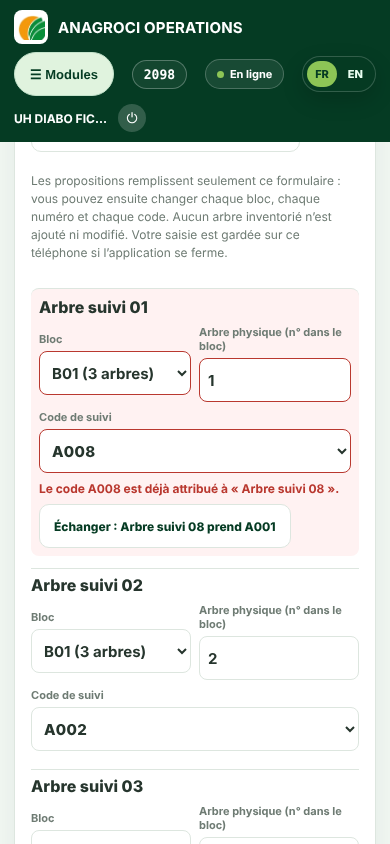 ANAGROCI OPERATIONS
☰ Modules
2098
En ligne
FR
EN
UH DIABO FIC...
Les propositions remplissent seulement ce formulaire :
vous pouvez ensuite changer chaque bloc, chaque
numéro et chaque code. Aucun arbre inventorié n'est
ajouté ni modifié. Votre saisie est gardée sur ce
téléphone si l'application se ferme.
Arbre suivi 01
Bloc
Arbre physique (n° dans le
bloc)
B01 (3 arbres)
1
Code de suivi
A008
Le code A008 est déjà attribué à « Arbre suivi 08 ».
Échanger : Arbre suivi 08 prend A001
Arbre suivi 02
Bloc
Arbre physique (n° dans le
bloc)
B01 (3 arbres)
2
Code de suivi
A002
Arbre suivi 03
Bloc
Arbre physique (n° dans le
bloc)